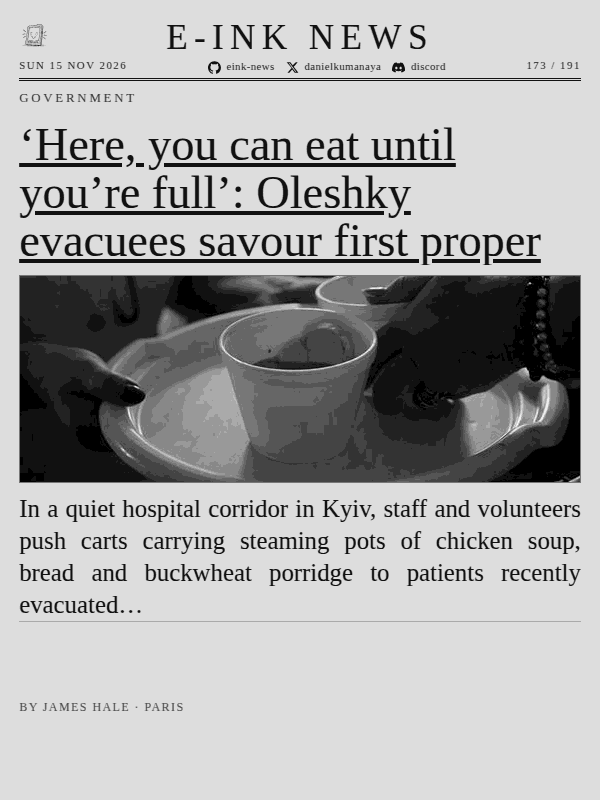 E-INK NEWS
SUN 15 NOV 2026
eink-news
danielkumanaya
discord
173 / 191
GOVERNMENT
‘Here, you can eat until
you’re full’: Oleshky
evacuees savour first proper
In a quiet hospital corridor in Kyiv, staff and volunteers
push carts carrying steaming pots of chicken soup,
bread and buckwheat porridge to patients recently
evacuated…
BY JAMES HALE · PARIS